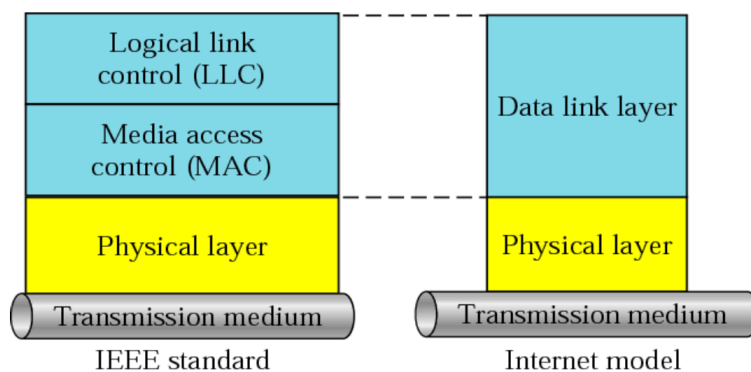 Logical link
control (LLC)
Media access
control (MAC)
Physical layer
Transmission medium
IEEE standard
Data link layer
Physical layer
Transmission medium
Internet model